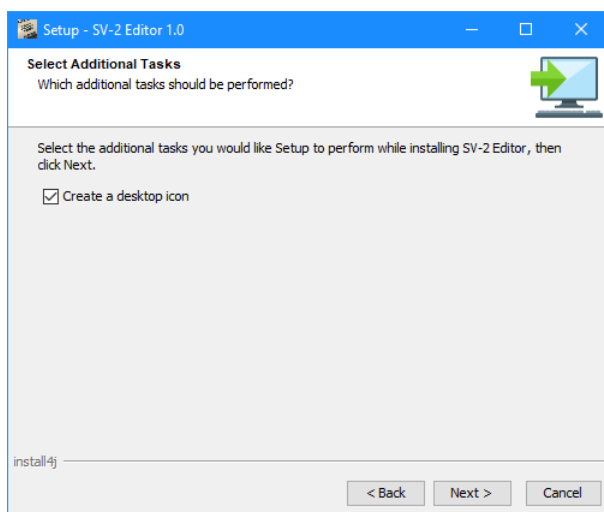 Setup - SV-2 Editor 1.0
Select Additional Tasks
Which additional tasks should be performed?
Select the additional tasks you would like Setup to perform while installing SV-2 Editor, then
click Next.
Create a desktop icon
install4j
< Back
Next >
Cancel